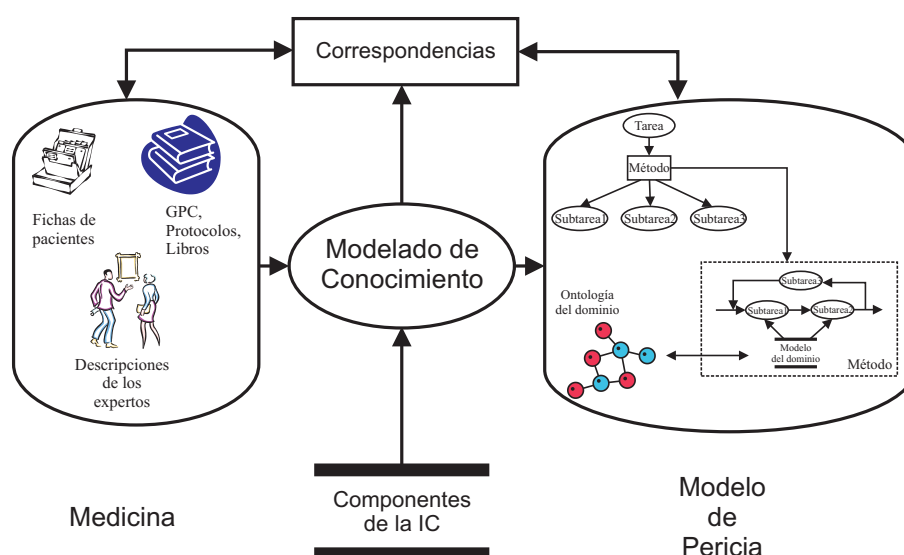 Correspondencias
Fichas de
pacientes
GPC,
Protocolos,
Libros
Descripciones
de los
expertos
Medicina
Modelado de
Conocimiento
Componentes
de la IC
Tarea
Método
Subtarea1
Subtarea2
Subtarea3
Ontología
del dominio
Subtarea3
Subtarea1
Subtarea2
Modelo
del dominio
Método
Modelo
de
Pericia